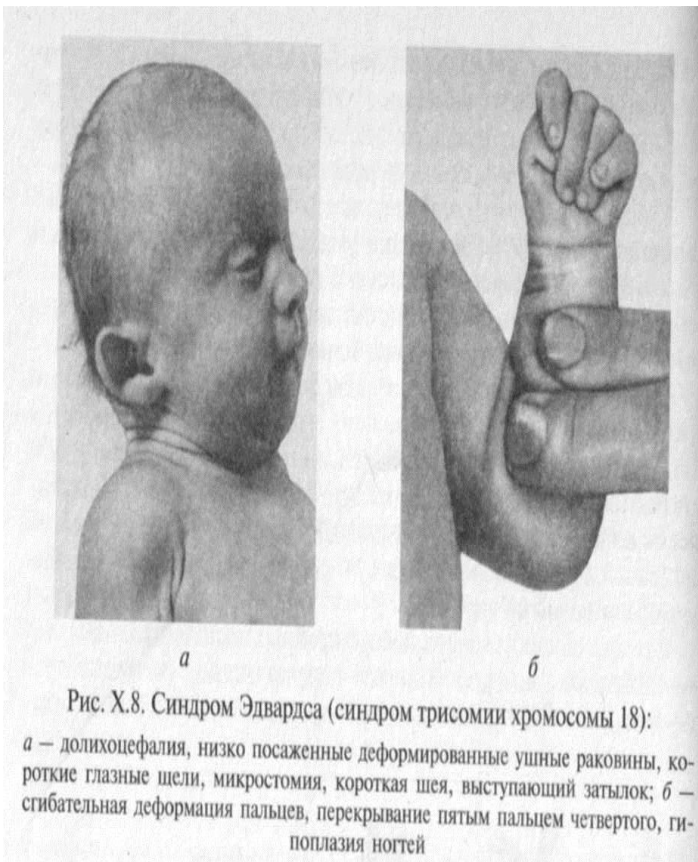 а
б
Рис. X.8. Синдром Эдвардса (синдром трисомии хромосомы 18):
а — долихоцефалия, низко посаженные деформированные ушные раковины, ко-
роткие глазные щели, микростомия, короткая шея, выступающий затылок; б —
сгибательная деформация пальцев, перекрывание пятым пальцем четвертого, ги-
поплазия ногтей